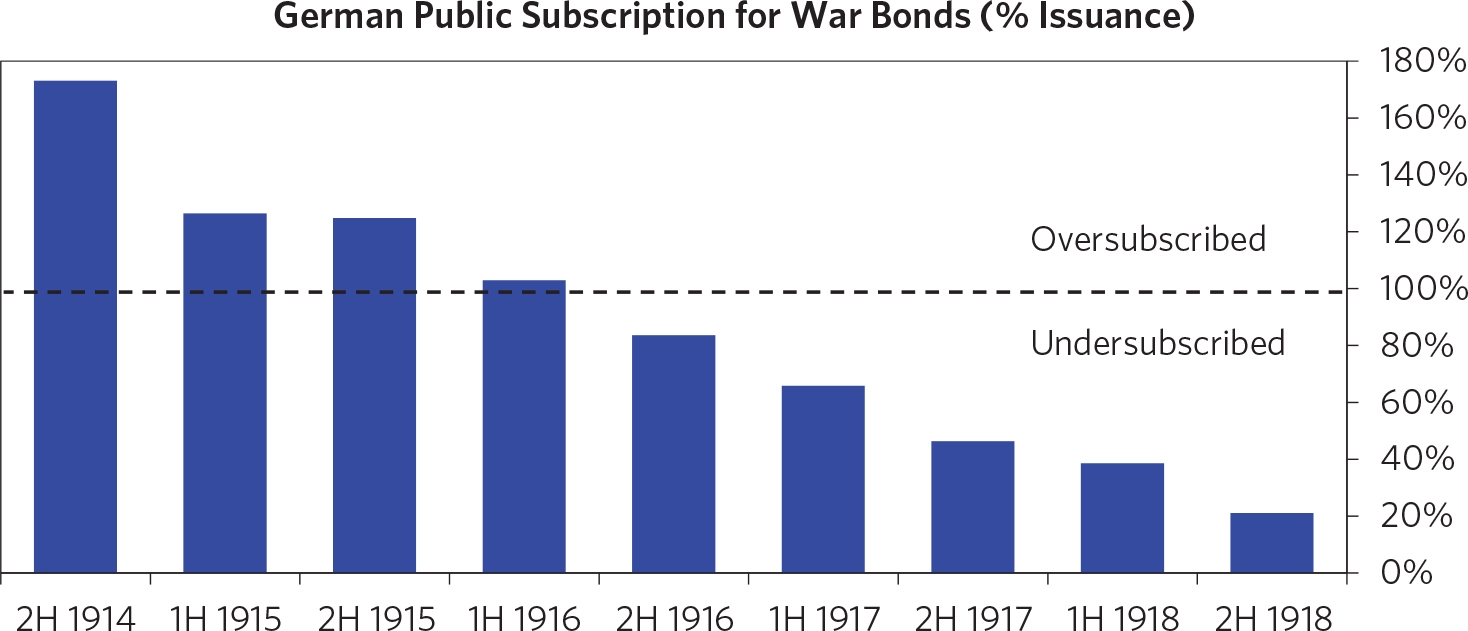 German Public Subscription for War Bonds (% Issuance)
180%
160%
140%
120%
Oversubscribed
100%
Undersubscribed
80%
60%
40%
20%
0%
2H 1914 1H 1915 2H 1915 1H 1916 2H 1916 1H 1917 2H 1917 1H 1918 2H 1918